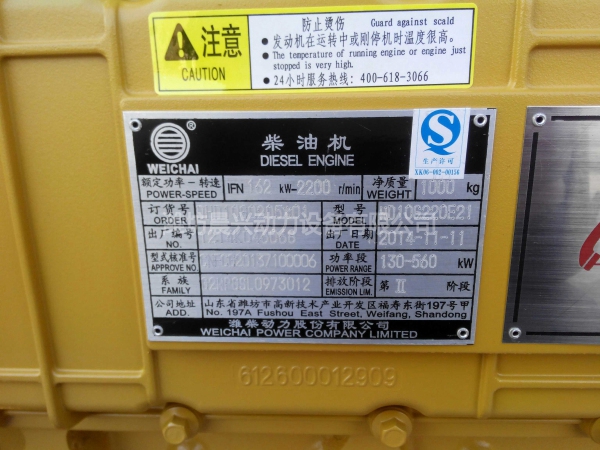 注意
CAUTION
防止烫伤 Guard against scald
●发动机在运转中或刚停机时温度很高。
●The temperature of running engine or engine just
stopped is very high.
●24小时服务热线: 400-618-3066
WEICHAI
柴油机
DIESEL ENGINE
生产许可
XK06-002-00116
额定功率-转速 IFN 162 kW-2200 r/min 净质量 1000 kg
POWER-SPEED WEIGHT
订货号 型号
ORDER MODEL
出厂编号 出厂日期 2014-11-11
NO. DATE
型式核准号 功率段 130-560 kW
APPROVE NO. POWER RANGE
系族 排放阶段 第 II 阶段
FAMILY EMISSION LIM.
公司地址 山东省潍坊市高新技术产业开发区福寿东街197号甲
ADD. No. 197A Fushou East Street, Weifang, Shandong
潍柴动力股份有限公司
WEICHAI POWER COMPANY LIMITED
612600012909